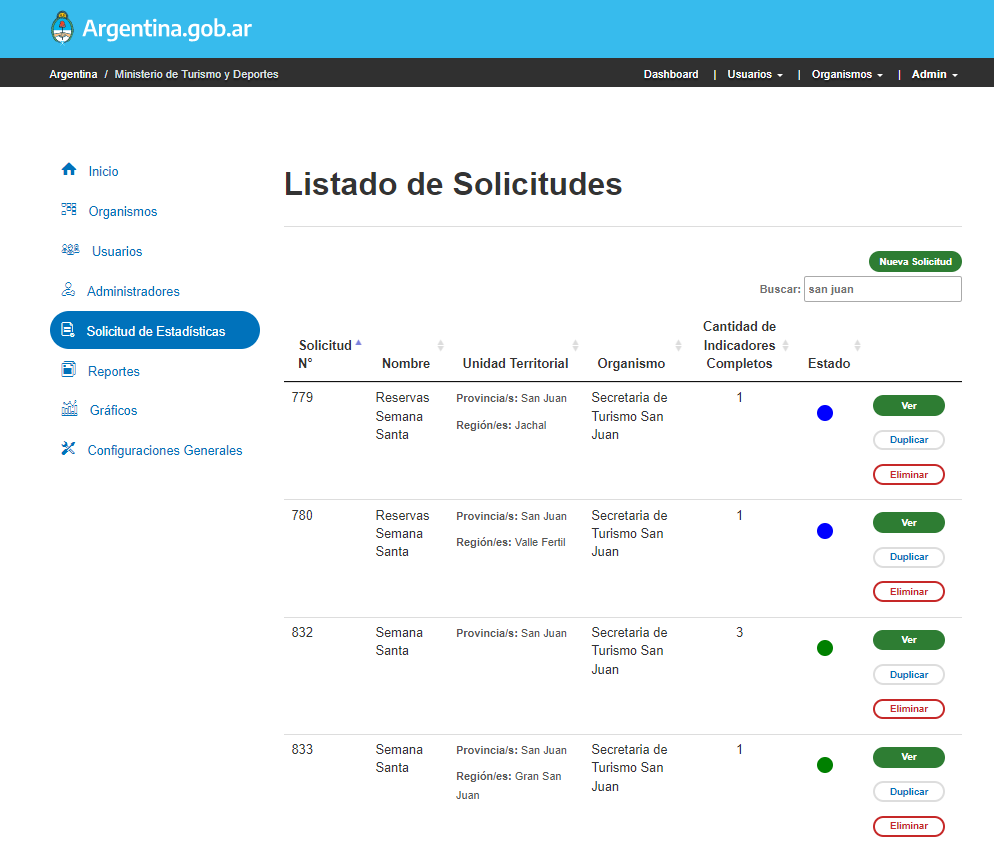 Argentina.gob.ar
Argentina / Ministerio de Turismo y Deportes
Dashboard | Usuarios | Organismos | Admin
Inicio
Organismos
Usuarios
Administradores
Solicitud de Estadísticas
Reportes
Gráficos
Configuraciones Generales
Listado de Solicitudes
Nueva Solicitud
Buscar: san juan
Solicitud
N°
Nombre
Unidad Territorial
Organismo
Cantidad de
Indicadores
Completos
Estado
779
Reservas
Semana
Santa
Provincia/s: San Juan
Región/es: Jachal
Secretaria de
Turismo San
Juan
1
Ver
Duplicar
Eliminar
780
Reservas
Semana
Santa
Provincia/s: San Juan
Región/es: Valle Fertil
Secretaria de
Turismo San
Juan
1
Ver
Duplicar
Eliminar
832
Semana
Santa
Provincia/s: San Juan
Secretaria de
Turismo San
Juan
3
Ver
Duplicar
Eliminar
833
Semana
Santa
Provincia/s: San Juan
Región/es: Gran San
Juan
Secretaria de
Turismo San
Juan
1
Ver
Duplicar
Eliminar